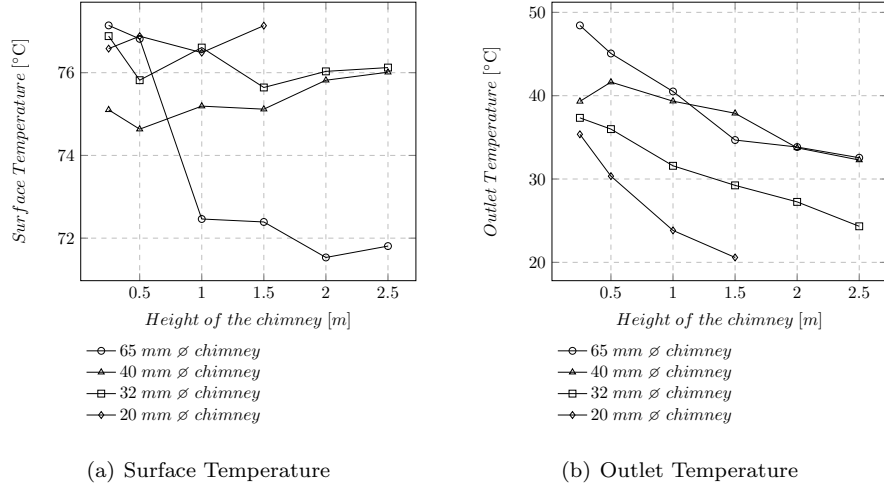 76
74
72
0.5 1 1.5 2 2.5
Surface Temperature [°C]
Height of the chimney [m]
65 mm ∅ chimney
40 mm ∅ chimney
32 mm ∅ chimney
20 mm ∅ chimney
(a) Surface Temperature
50
40
30
20
0.5 1 1.5 2 2.5
Outlet Temperature [°C]
Height of the chimney [m]
65 mm ∅ chimney
40 mm ∅ chimney
32 mm ∅ chimney
20 mm ∅ chimney
(b) Outlet Temperature